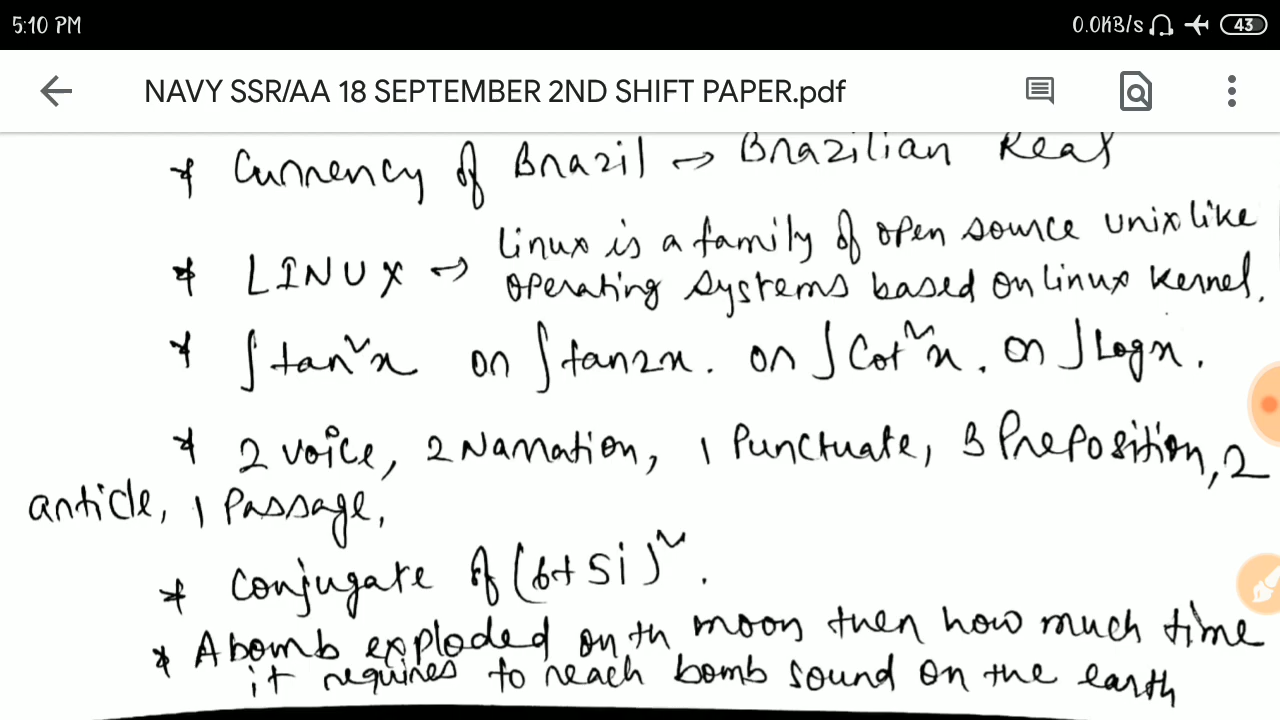 5:10 PM 0.0KB/s 43
NAVY SSR/AA 18 SEPTEMBER 2ND SHIFT PAPER.pdf
* Currency of Brazil → Brazilian Real
* LINUX → Linux is a family of open source unix like
operating systems based on linux kernel.
* ∫tan²x or ∫tan2x. or ∫Cot²x. or ∫Logx.
* 2 voice, 2 Narration, 1 Punctuate, 3 Preposition, 2
article, 1 Passage,
* Conjugate of (6+5i)².
* A bomb exploded on th moon then how much time
it requires to reach bomb sound on the earth